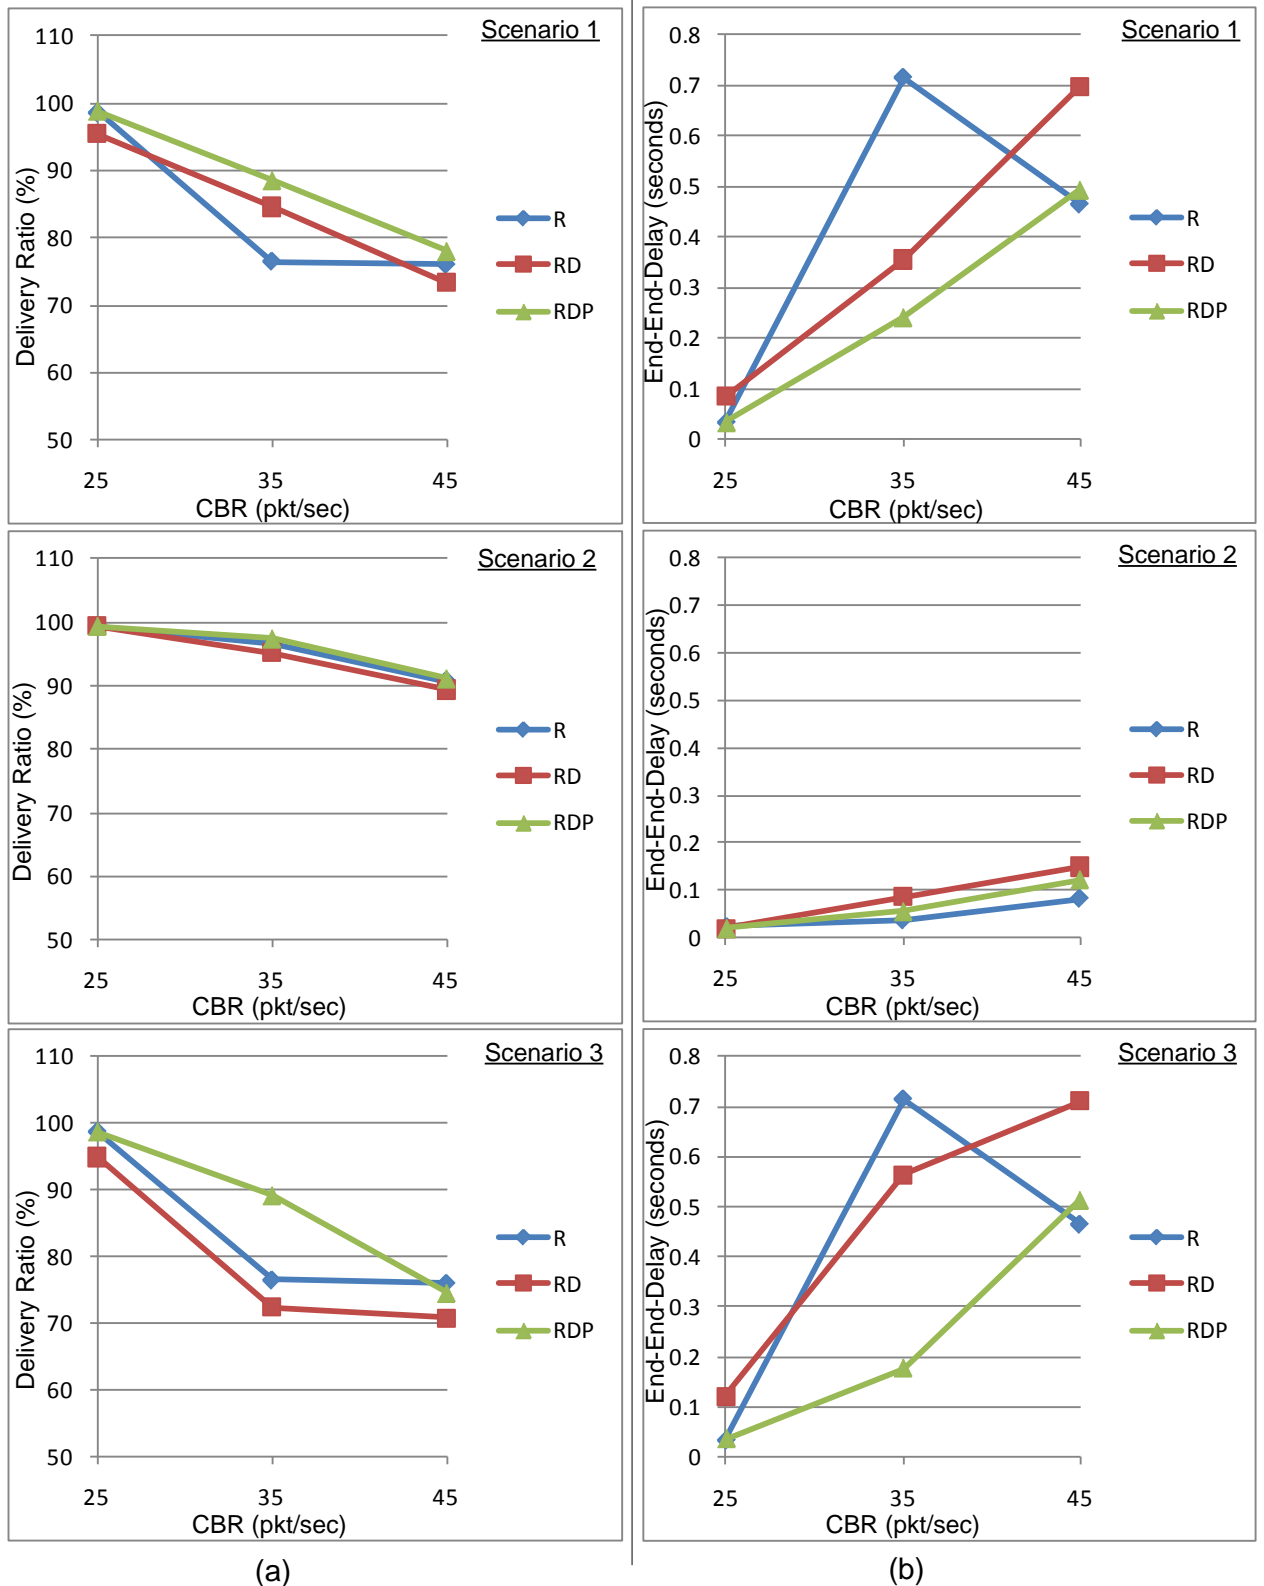 Scenario 1
110
100
90
80
70
60
50
Delivery Ratio (%)
25 35 45
CBR (pkt/sec)
R
RD
RDP
Scenario 1
0.8
0.7
0.6
0.5
0.4
0.3
0.2
0.1
0
End-End-Delay (seconds)
25 35 45
CBR (pkt/sec)
R
RD
RDP
Scenario 2
110
100
90
80
70
60
50
Delivery Ratio (%)
25 35 45
CBR (pkt/sec)
R
RD
RDP
Scenario 2
0.8
0.7
0.6
0.5
0.4
0.3
0.2
0.1
0
End-End-Delay (seconds)
25 35 45
CBR (pkt/sec)
R
RD
RDP
Scenario 3
110
100
90
80
70
60
50
Delivery Ratio (%)
25 35 45
CBR (pkt/sec)
R
RD
RDP
Scenario 3
0.8
0.7
0.6
0.5
0.4
0.3
0.2
0.1
0
End-End-Delay (seconds)
25 35 45
CBR (pkt/sec)
R
RD
RDP
(a)
(b)